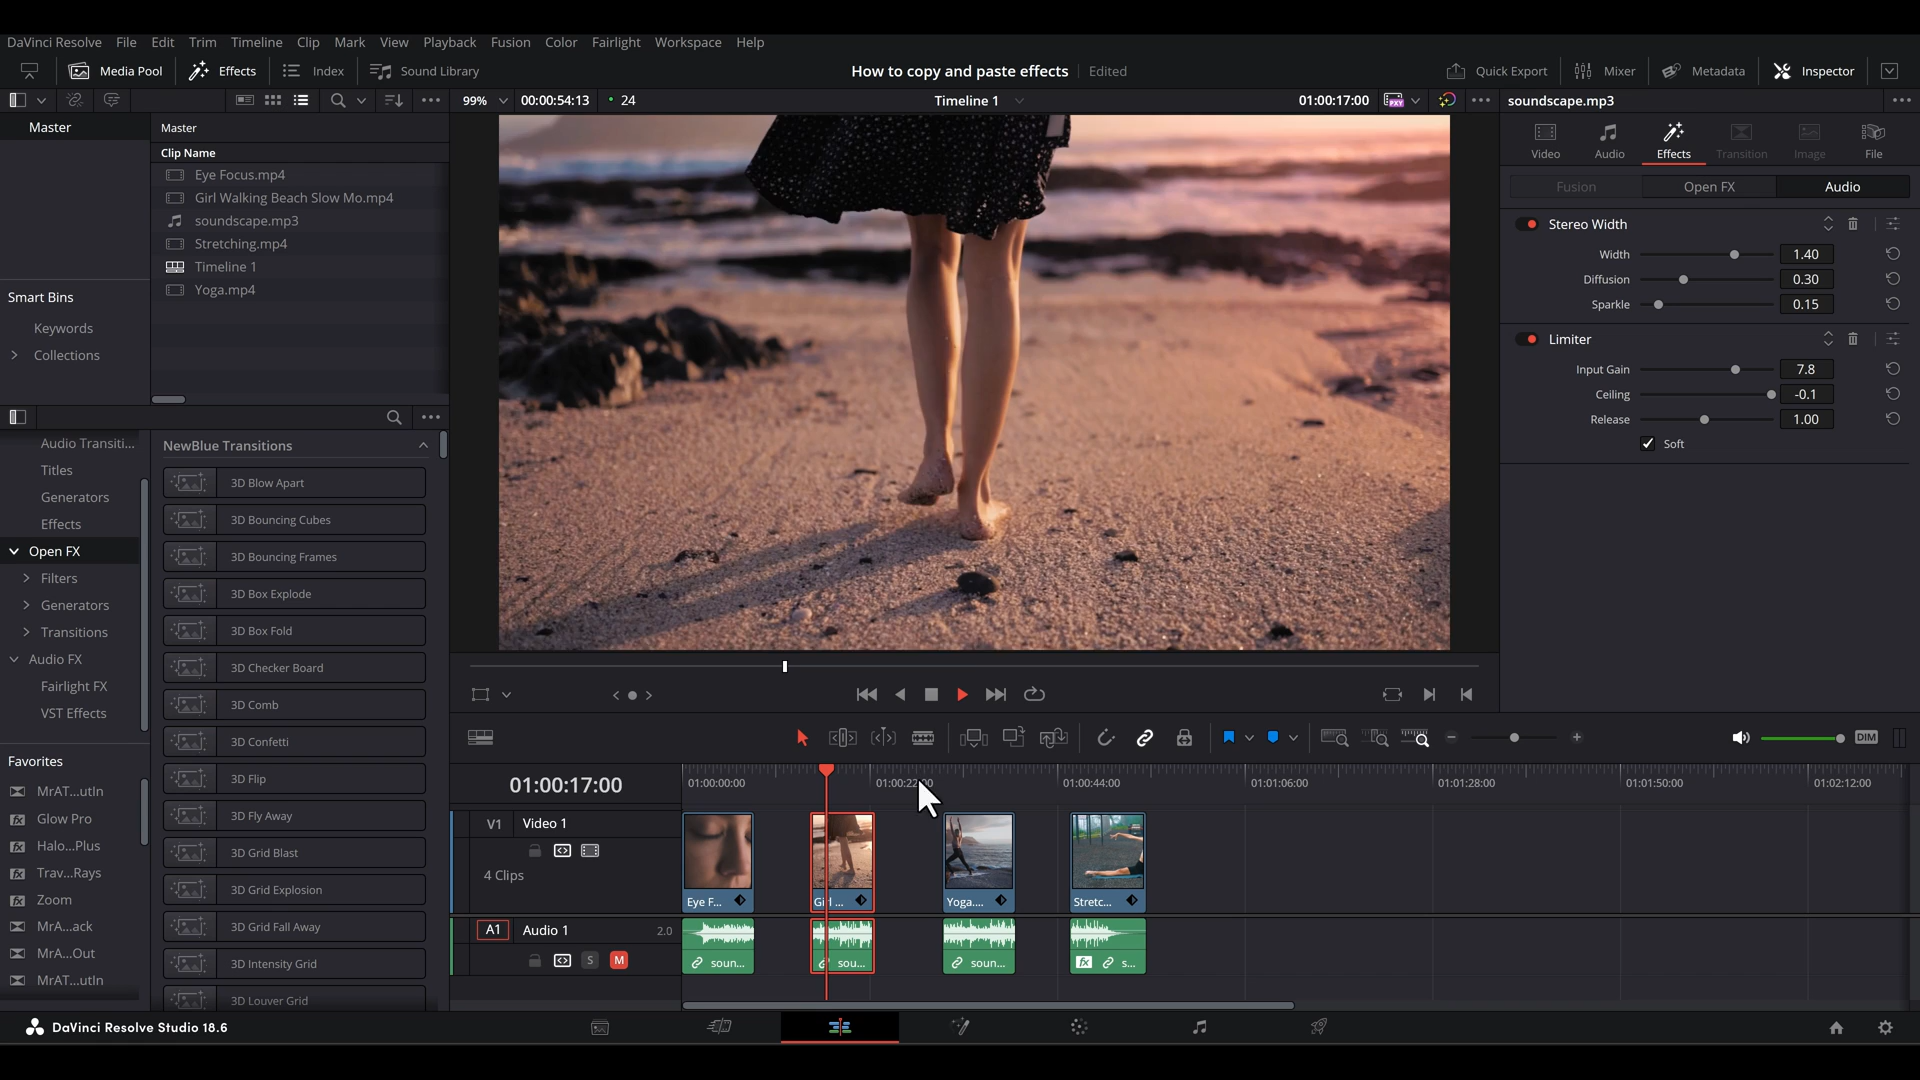 DaVinci Resolve File Edit Trim Timeline Clip Mark View Playback Fusion Color Fairlight Workspace Help
Media Pool Effects Index Sound Library How to copy and paste effects Edited Quick Export Mixer Metadata Inspector
99% 00:00:54:13 24 Timeline 1 01:00:17:00 PXY soundscape.mp3
Master
Master
Clip Name
Eye Focus.mp4
Girl Walking Beach Slow Mo.mp4
soundscape.mp3
Stretching.mp4
Timeline 1
Yoga.mp4
Smart Bins
Keywords
Collections
Video Audio Effects Transition Image File
Fusion Open FX Audio
Stereo Width
Width 1.40
Diffusion 0.30
Sparkle 0.15
Limiter
Input Gain 7.8
Ceiling -0.1
Release 1.00
Soft
Audio Transiti...
Titles
Generators
Effects
Open FX
Filters
Generators
Transitions
Audio FX
Fairlight FX
VST Effects
Favorites
MrAT...utIn
Glow Pro
Halo...Plus
Trav...Rays
Zoom
MrA...ack
MrA...Out
MrAT...utIn
NewBlue Transitions
3D Blow Apart
3D Bouncing Cubes
3D Bouncing Frames
3D Box Explode
3D Box Fold
3D Checker Board
3D Comb
3D Confetti
3D Flip
3D Fly Away
3D Grid Blast
3D Grid Explosion
3D Grid Fall Away
3D Intensity Grid
3D Louver Grid
DIM
01:00:17:00 01:00:00:00 01:00:22:00 01:00:44:00 01:01:06:00 01:01:28:00 01:01:50:00 01:02:12:00
V1 Video 1
4 Clips
Eye F... Girl ... Yoga.... Stretc...
A1 Audio 1 2.0
S M
soun... sou... soun... fx s...
DaVinci Resolve Studio 18.6